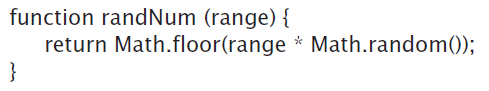 function randNum (range) {
    return Math.floor(range * Math.random());
}